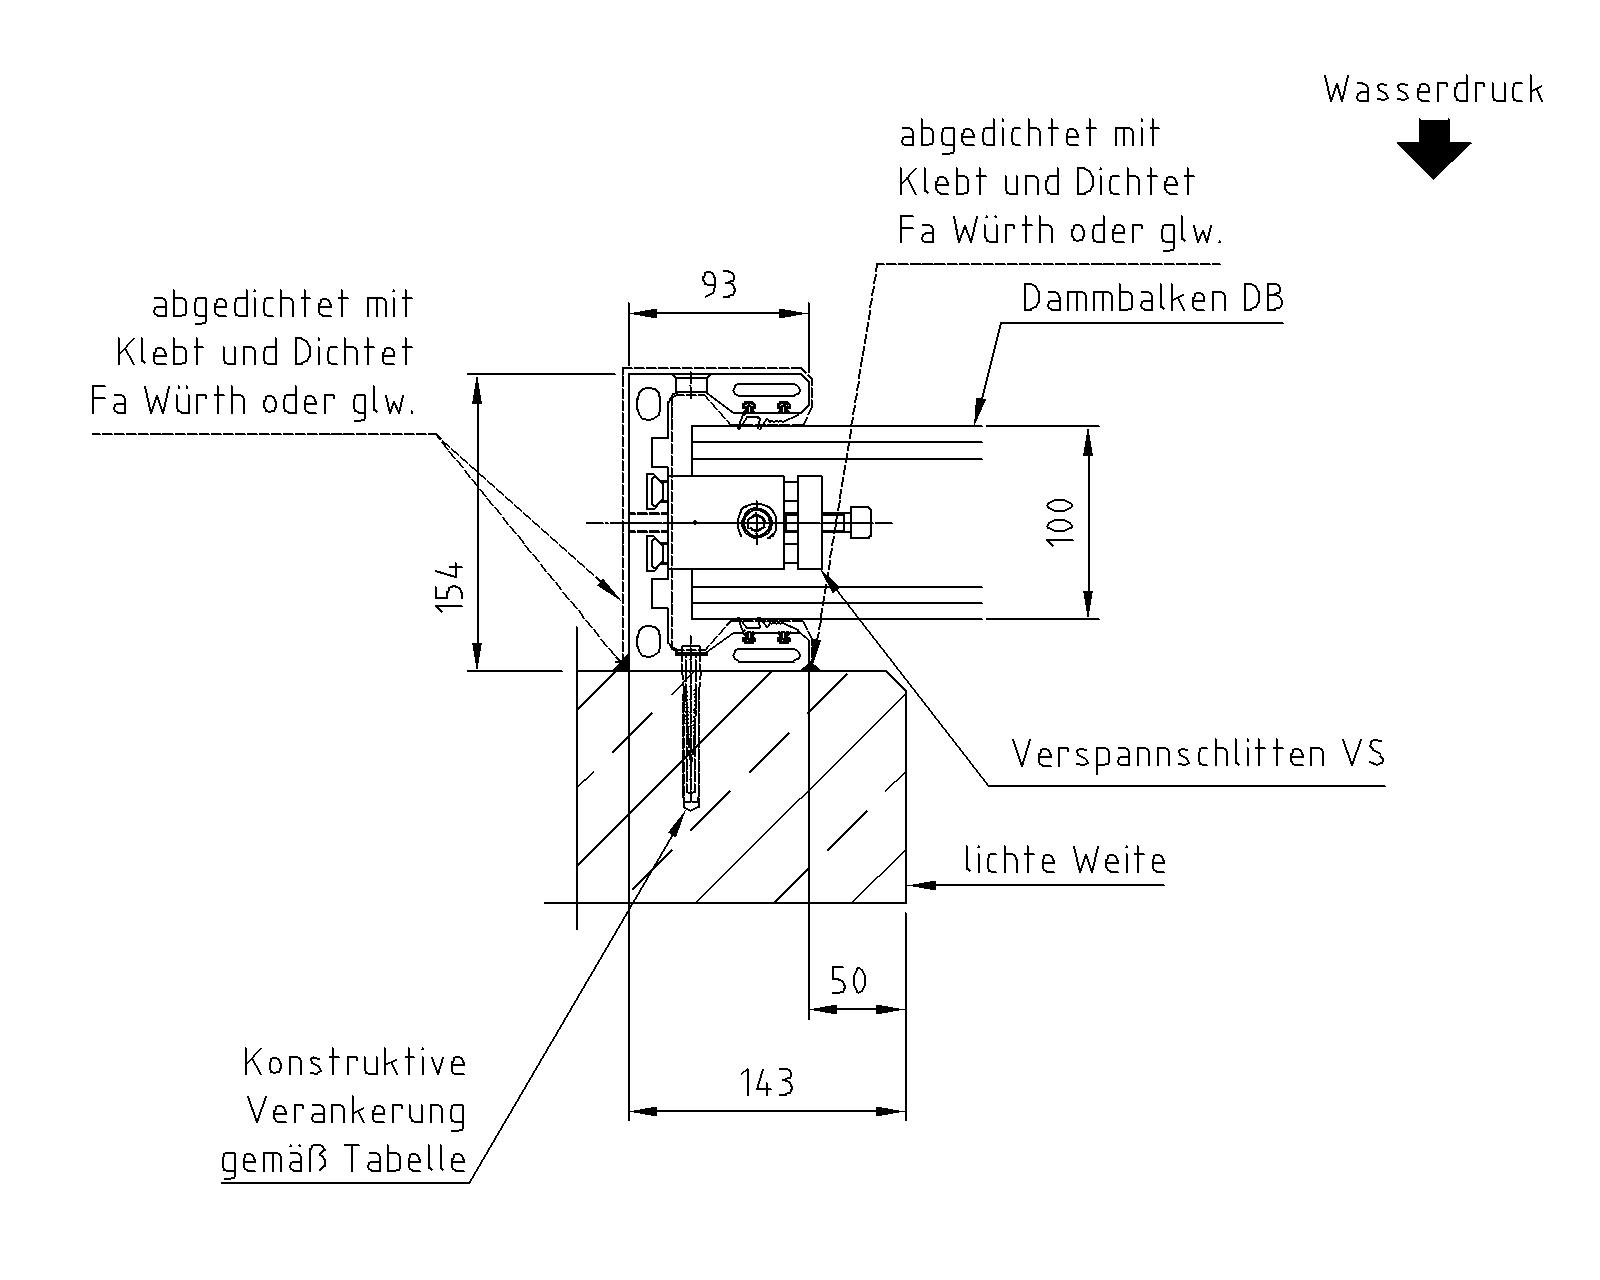 Wasserdruck
abgedichtet mit
Klebt und Dichtet
Fa Würth oder glw.
93
Dammbalken DB
abgedichtet mit
Klebt und Dichtet
Fa Würth oder glw.
100
154
Verspannschlitten VS
lichte Weite
50
Konstruktive
Verankerung
gemäß Tabelle
143